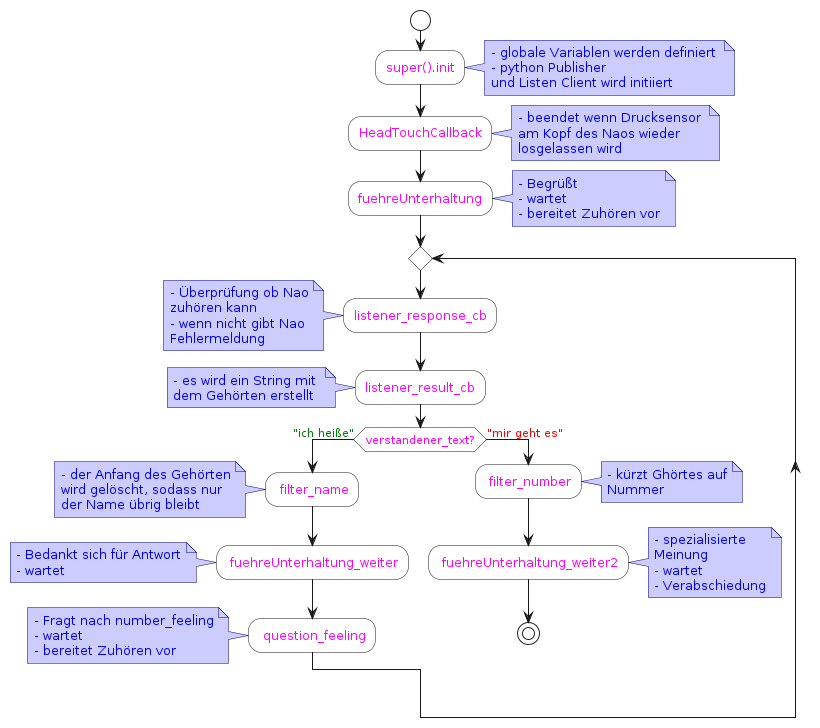 super().init
- globale Variablen werden definiert
- python Publisher
und Listen Client wird initiiert
HeadTouchCallback
- beendet wenn Drucksensor
am Kopf des Naos wieder
losgelassen wird
fuehreUnterhaltung
- Begrüßt
- wartet
- bereitet Zuhören vor
- Überprüfung ob Nao
zuhören kann
- wenn nicht gibt Nao
Fehlermeldung
listener_response_cb
- es wird ein String mit
dem Gehörten erstellt
listener_result_cb
"ich heiße"
verstandener_text?
"mir geht es"
- der Anfang des Gehörten
wird gelöscht, sodass nur
der Name übrig bleibt
filter_name
filter_number
- kürzt Ghörtes auf
Nummer
- Bedankt sich für Antwort
- wartet
fuehreUnterhaltung_weiter
fuehreUnterhaltung_weiter2
- spezialisierte
Meinung
- wartet
- Verabschiedung
- Fragt nach number_feeling
- wartet
- bereitet Zuhören vor
question_feeling